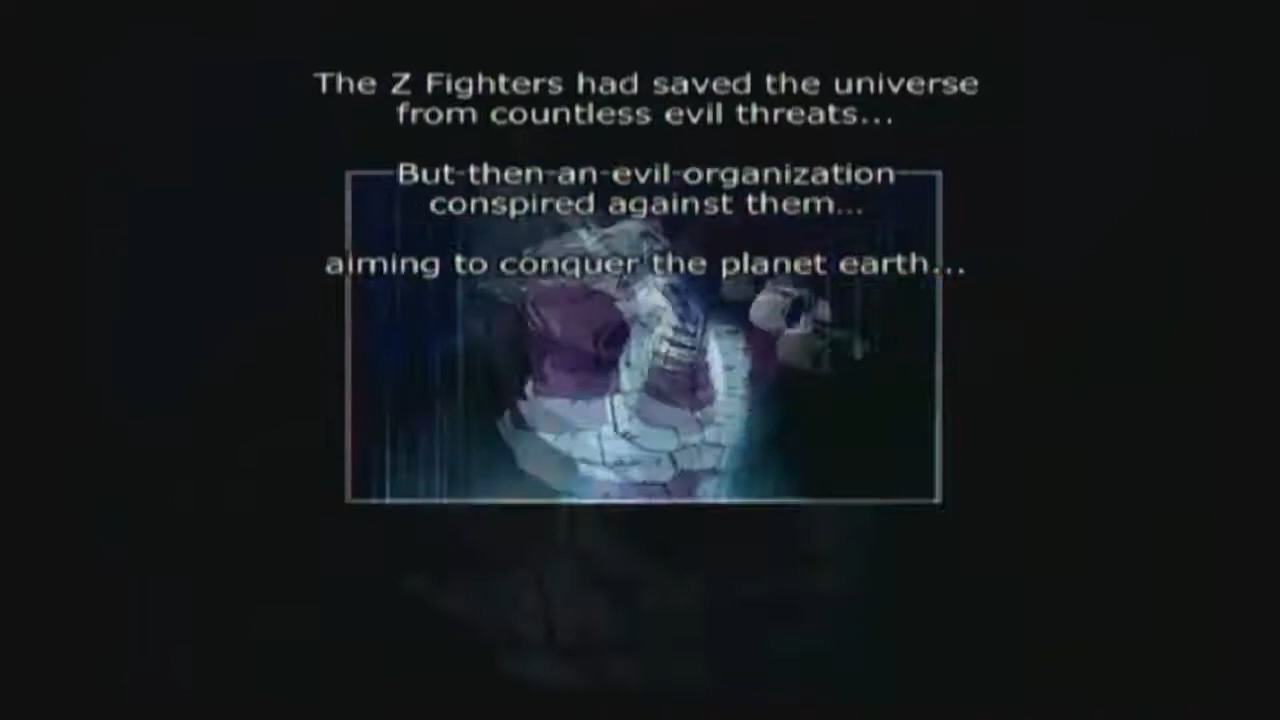 The Z Fighters had saved the universe
from countless evil threats...
But then an evil organization
conspired against them...
aiming to conquer the planet earth...